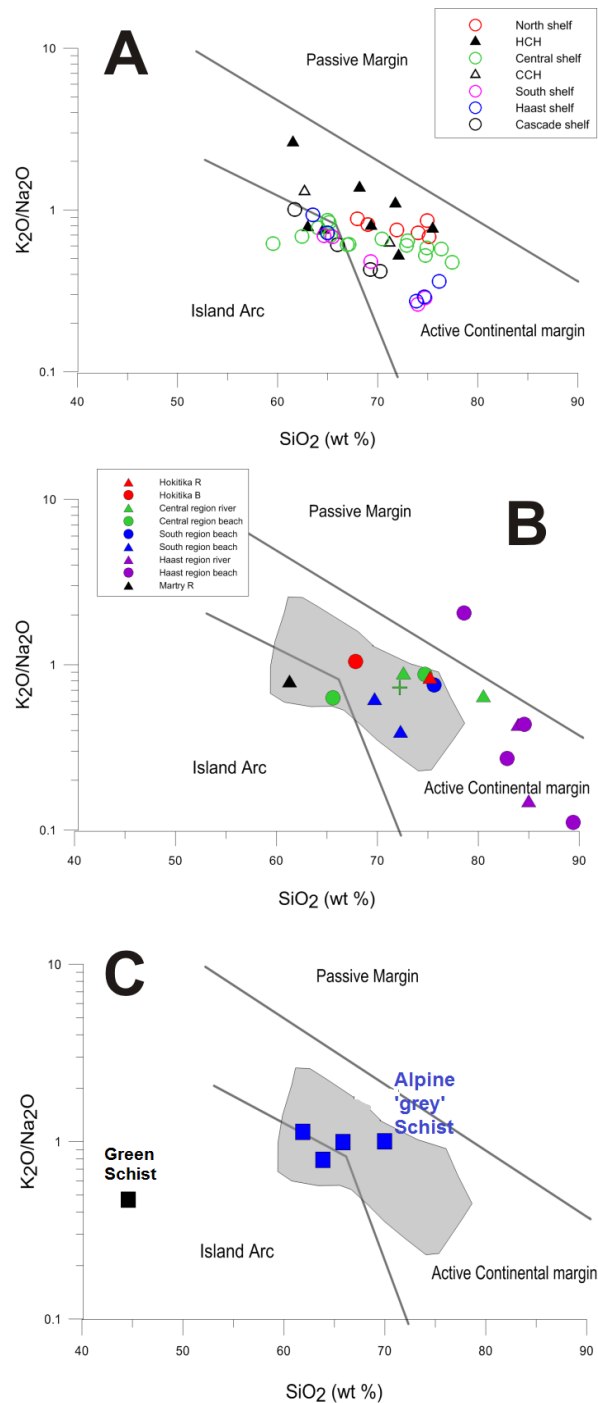 A
North shelf
HCH
Central shelf
CCH
South shelf
Haast shelf
Cascade shelf
Passive Margin
Island Arc
Active Continental margin
10
1
0.1
K2O/Na2O
40 50 60 70 80 90
SiO2 (wt %)
B
Hokitika R
Hokitika B
Central region river
Central region beach
South region beach
South region beach
Haast region river
Haast region beach
Martry R
Passive Margin
Island Arc
Active Continental margin
10
1
0.1
K2O/Na2O
40 50 60 70 80 90
SiO2 (wt %)
C
Passive Margin
Alpine
'grey'
Schist
Green
Schist
Island Arc
Active Continental margin
10
1
0.1
K2O/Na2O
40 50 60 70 80 90
SiO2 (wt %)